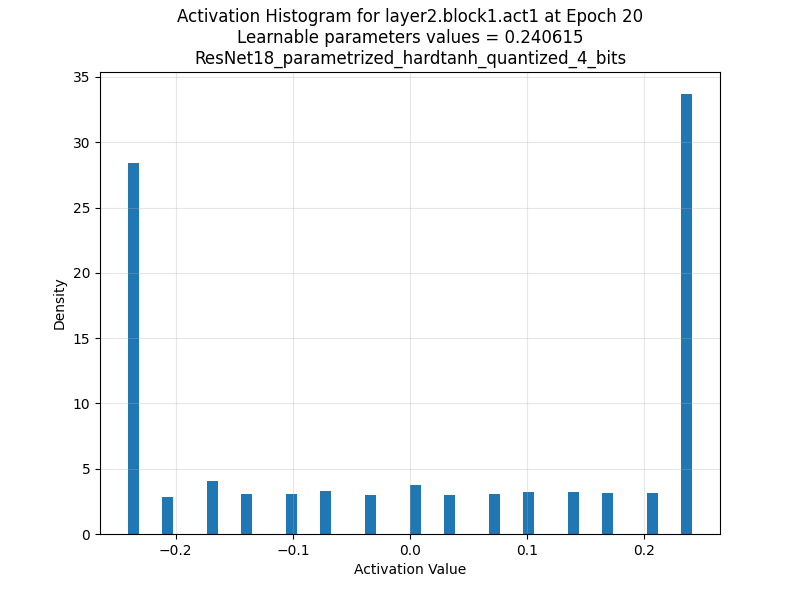 Activation Histogram for layer2.block1.act1 at Epoch 20
Learnable parameters values = 0.240615
ResNet18_parametrized_hardtanh_quantized_4_bits
35
30
25
20
15
10
5
0
Density
−0.2
−0.1
0.0
0.1
0.2
Activation Value